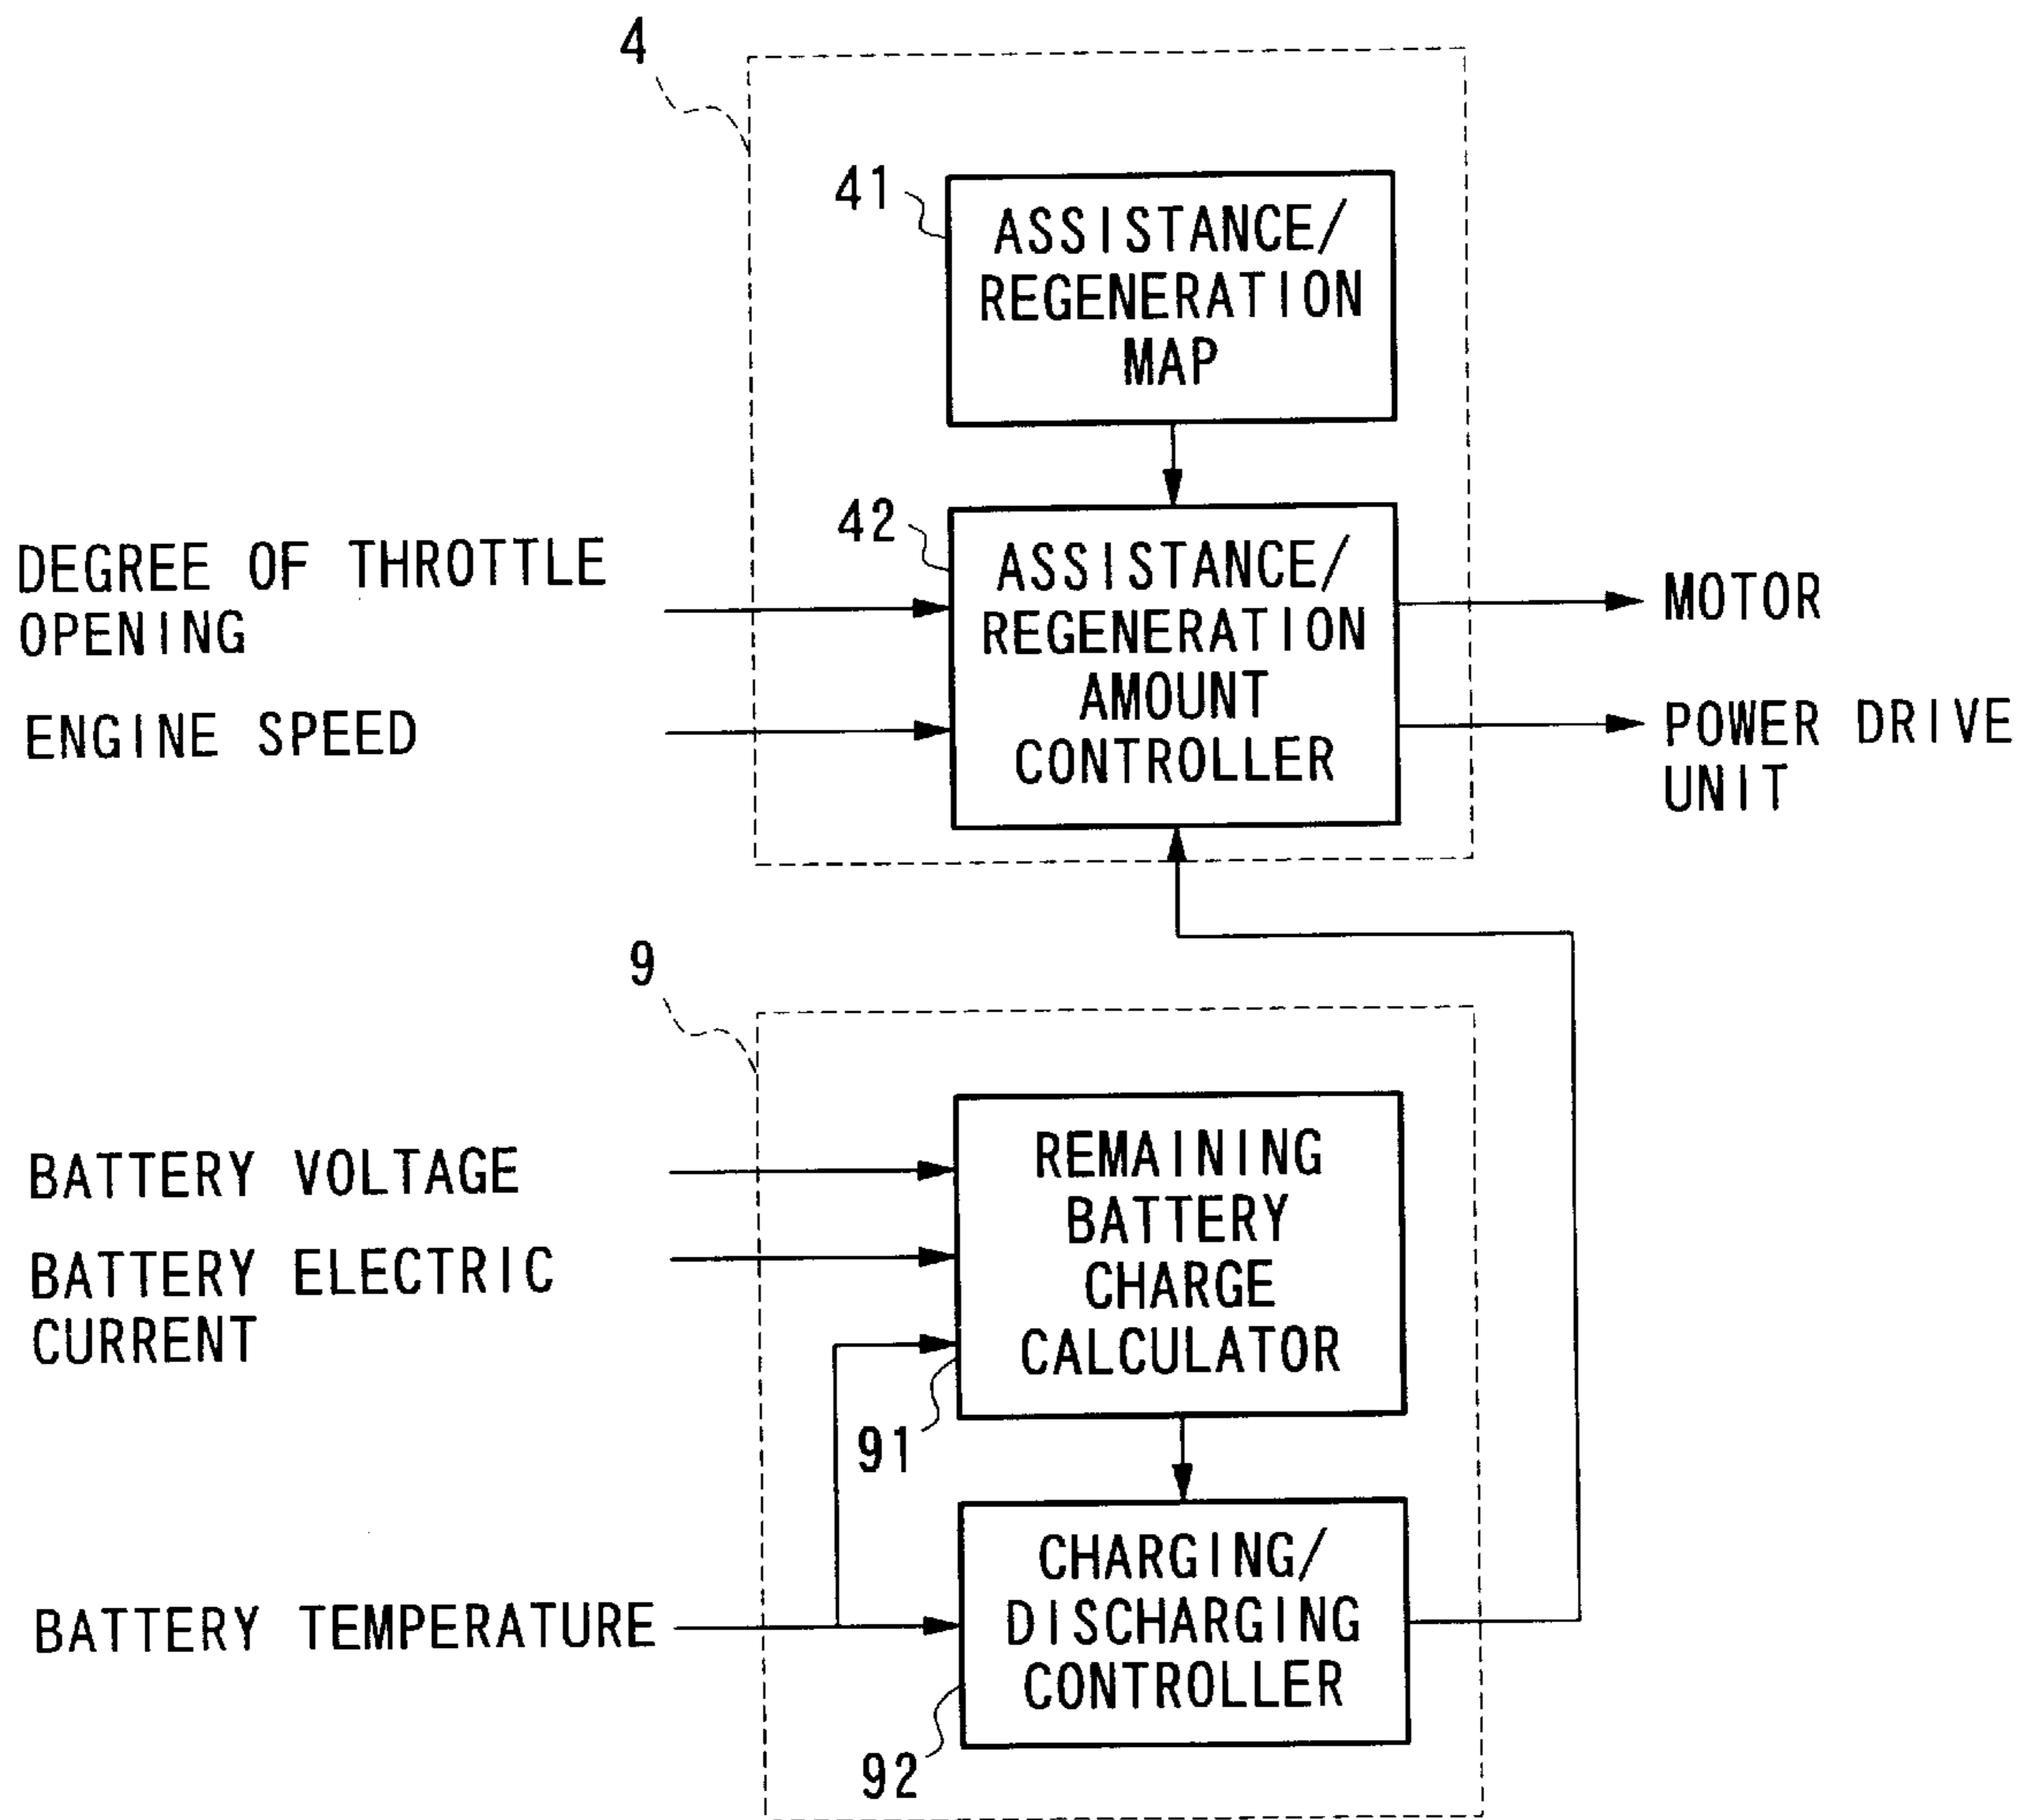 4
41
ASSISTANCE/
REGENERATION
MAP
42
ASSISTANCE/
REGENERATION
AMOUNT
CONTROLLER
DEGREE OF THROTTLE
OPENING
ENGINE SPEED
MOTOR
POWER DRIVE
UNIT
9
BATTERY VOLTAGE
BATTERY ELECTRIC
CURRENT
REMAINING
BATTERY
CHARGE
CALCULATOR
91
BATTERY TEMPERATURE
CHARGING/
DISCHARGING
CONTROLLER
92